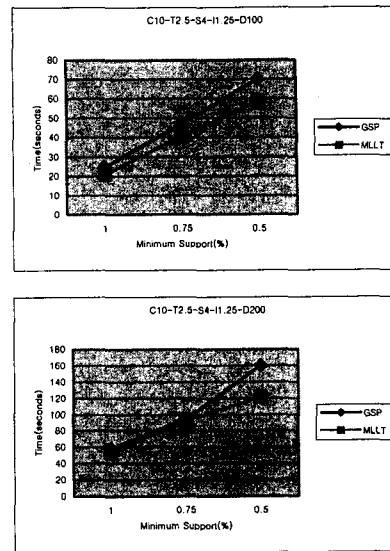 C10-T2.5-S4-I1.25-D100
80
70
60
50
40
30
20
10
0
Time(seconds)
1 0.75 0.5
Minimum Support(%)
GSP
MLLT
C10-T2.5-S4-I1.25-D200
180
160
140
120
100
80
60
40
20
0
Time(seconds)
1 0.75 0.5
Minimum Support(%)
GSP
MLLT